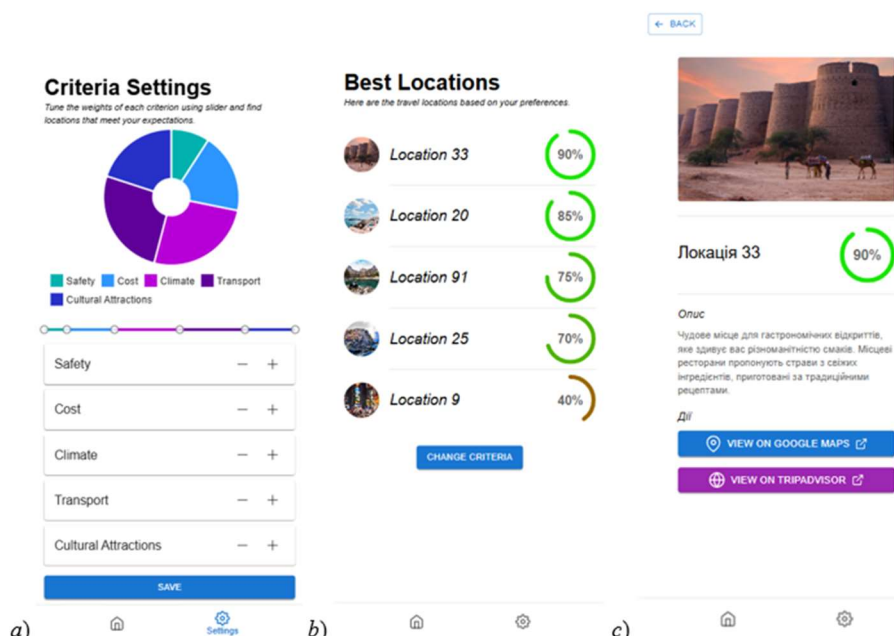 Criteria Settings
Tune the weights of each criterion using slider and find
locations that meet your expectations.
Safety
Cost
Climate
Transport
Cultural Attractions
Safety
Cost
Climate
Transport
Cultural Attractions
SAVE
Settings
a)
Best Locations
Here are the travel locations based on your preferences.
Location 33
90%
Location 20
85%
Location 91
75%
Location 25
70%
Location 9
40%
CHANGE CRITERIA
b)
BACK
Локація 33
90%
Опис
Чудове місце для гастрономічних відкриттів,
яке здивує вас різноманітністю смаків. Місцеві
ресторани пропонують страви з свіжих
інгредієнтів, приготовані за традиційними
рецептами.
Дії
VIEW ON GOOGLE MAPS
VIEW ON TRIPADVISOR
c)